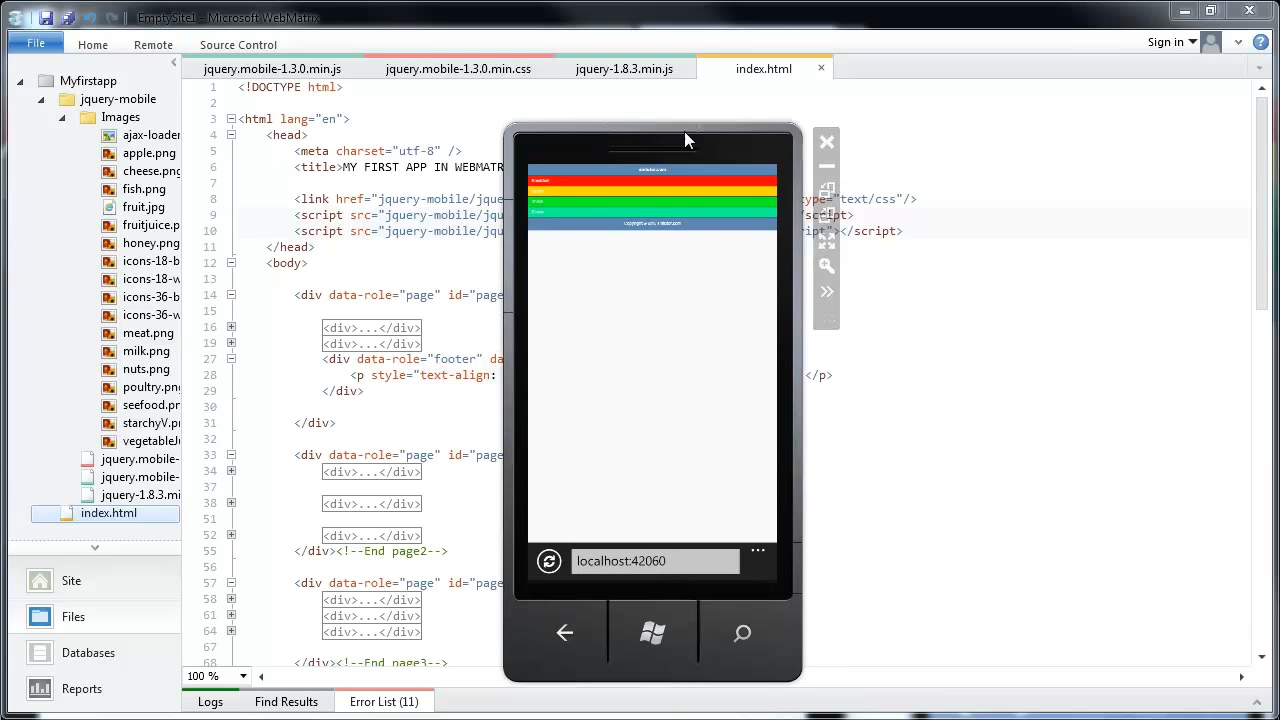 EmptySite1 - Microsoft WebMatrix
File Home Remote Source Control Sign in
Myfirstapp
jquery-mobile
Images
ajax-loader
apple.png
cheese.pn
fish.png
fruit.jpg
fruitjuice.p
honey.png
icons-18-b
icons-18-w
icons-36-b
icons-36-w
meat.png
milk.png
nuts.png
poultry.pn
seefood.pn
starchyV.p
vegetableJ
jquery.mobile-
jquery.mobile-
jquery-1.8.3.mi
index.html
Site
Files
Databases
Reports
jquery.mobile-1.3.0.min.js jquery.mobile-1.3.0.min.css jquery-1.8.3.min.js index.html
1 <!DOCTYPE html>
2
3 <html lang="en">
4 <head>
5 <meta charset="utf-8" />
6 <title>MY FIRST APP IN WEBMATR
7
8 <link href="jquery-mobile/jque ype="text/css"/>
9 <script src="jquery-mobile/jqu /script>
10 <script src="jquery-mobile/jqu ipt"></script>
11 </head>
12 <body>
13
14 <div data-role="page" id="page
15
16 <div>...</div>
19 <div>...</div>
27 <div data-role="footer" da
28 <p style="text-align: </p>
29 </div>
30
31 </div>
32
33 <div data-role="page" id="page
34 <div>...</div>
38 <div>...</div>
51
52 <div>...</div>
55 </div><!--End page2-->
56
57 <div data-role="page" id="page
58 <div>...</div>
61 <div>...</div>
64 <div>...</div>
67
68 </div><!--End page3-->
localhost:42060
100 %
Logs Find Results Error List (11)